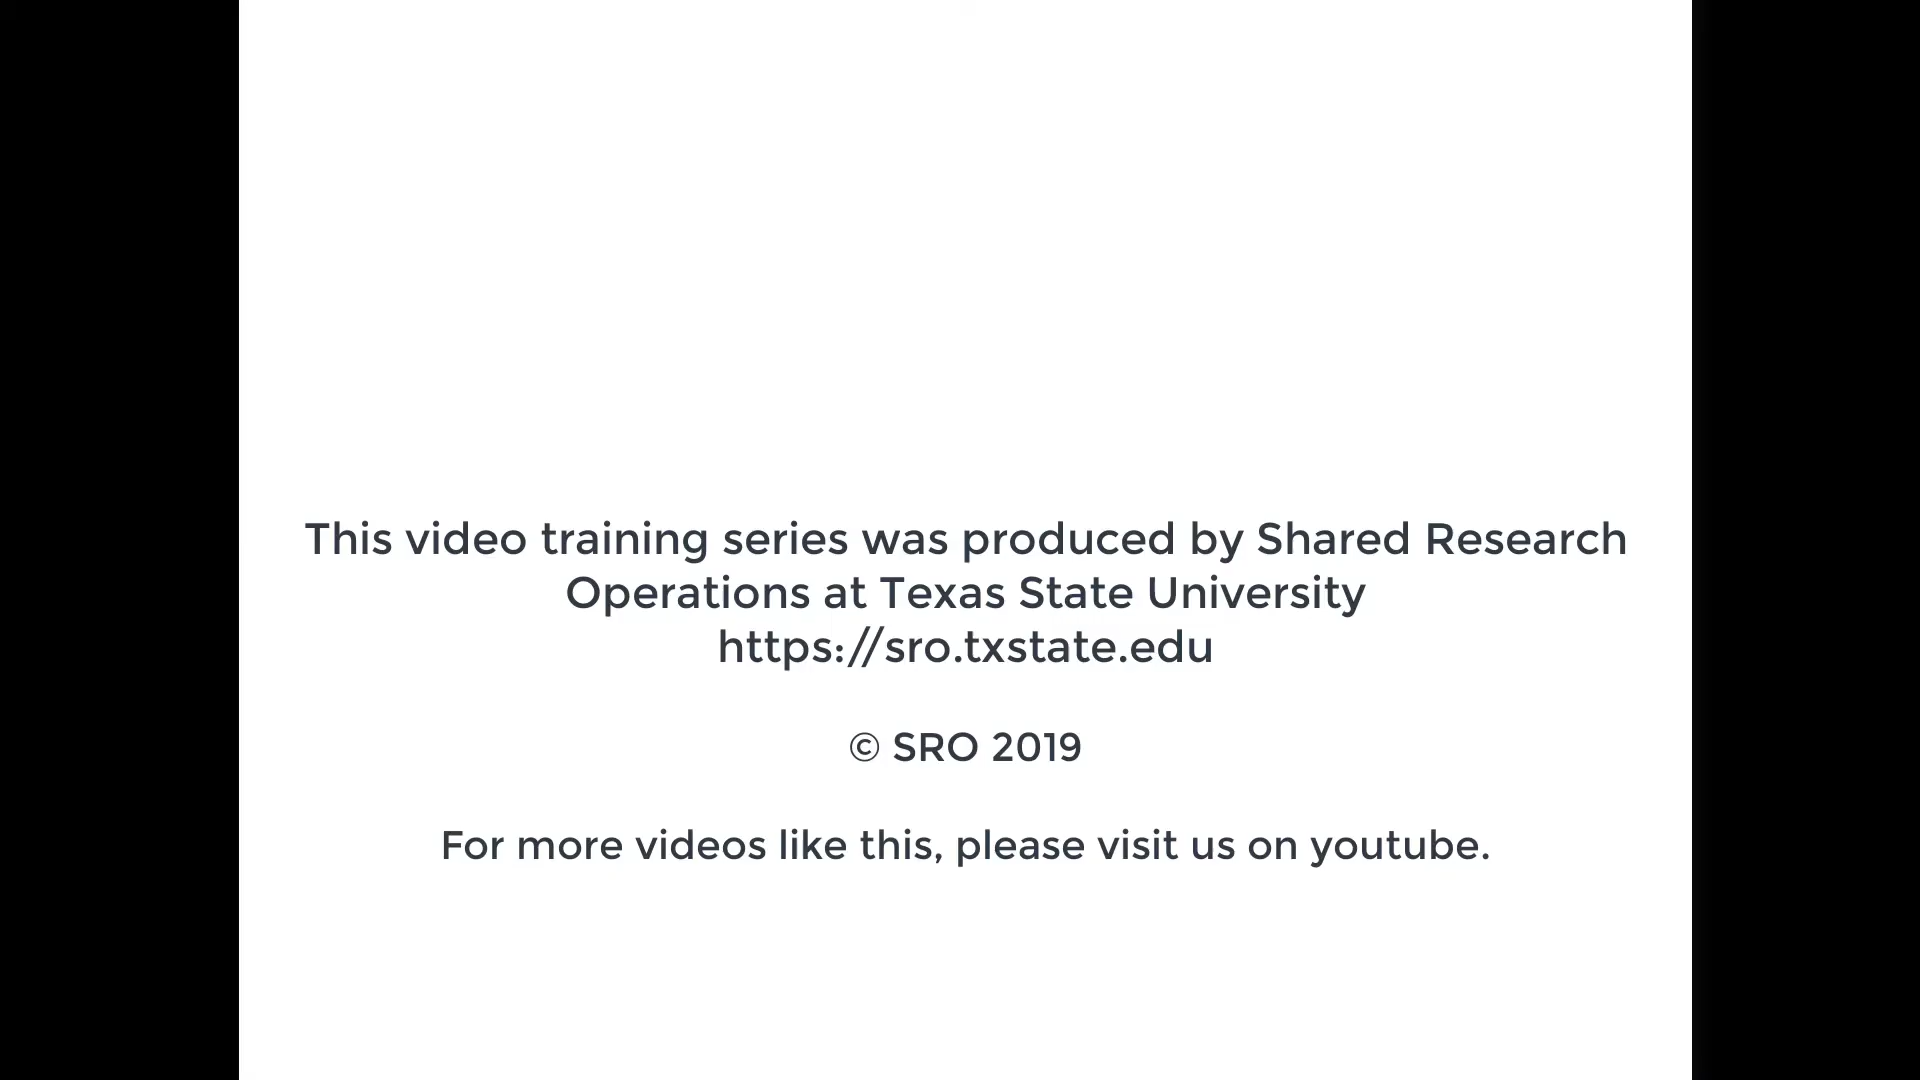 This video training series was produced by Shared Research
Operations at Texas State University
https://sro.txstate.edu
© SRO 2019
For more videos like this, please visit us on youtube.